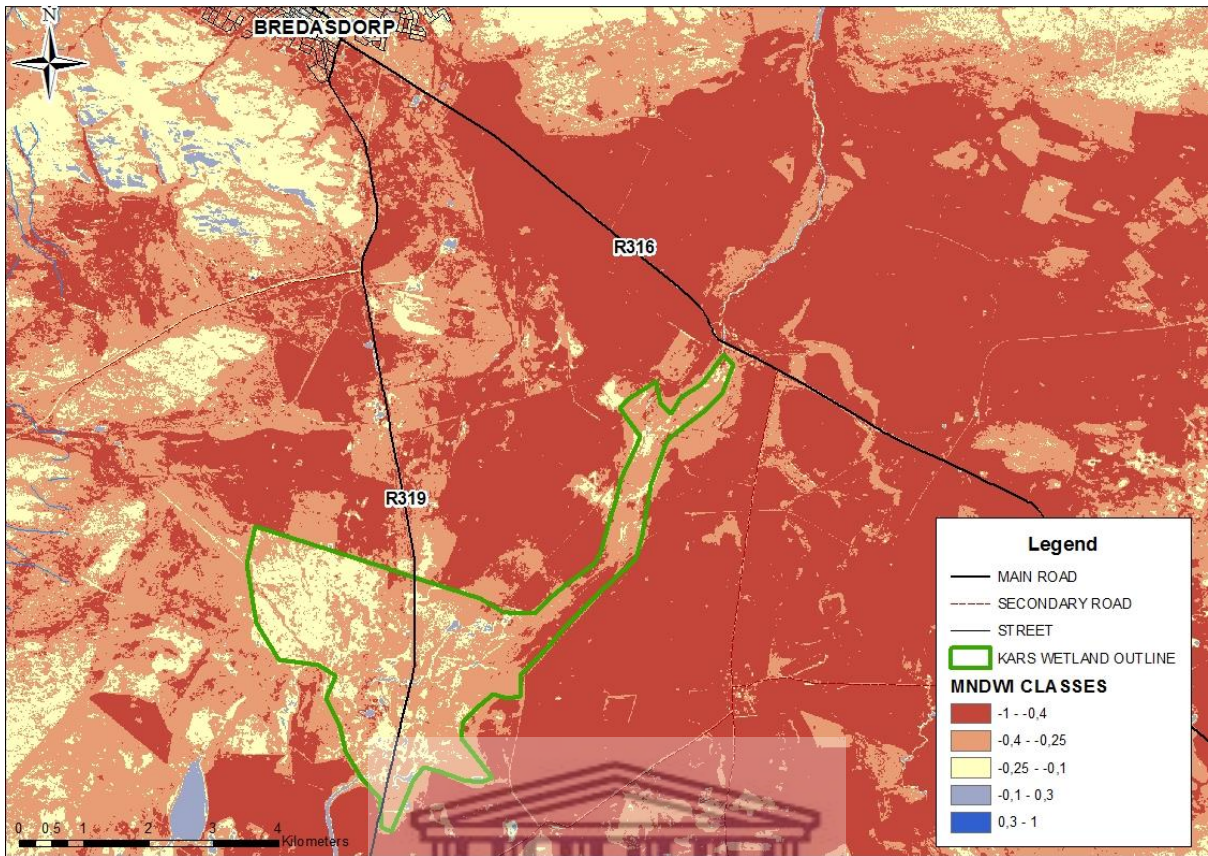 N
BREDASDORP
R316
R319
Legend
MAIN ROAD
SECONDARY ROAD
STREET
KARS WETLAND OUTLINE
MNDWI CLASSES
-1 - -0,4
-0,4 - -0,25
-0,25 - -0,1
-0,1 - 0,3
0,3 - 1
0 0,5 1 2 3 4
Kilometers